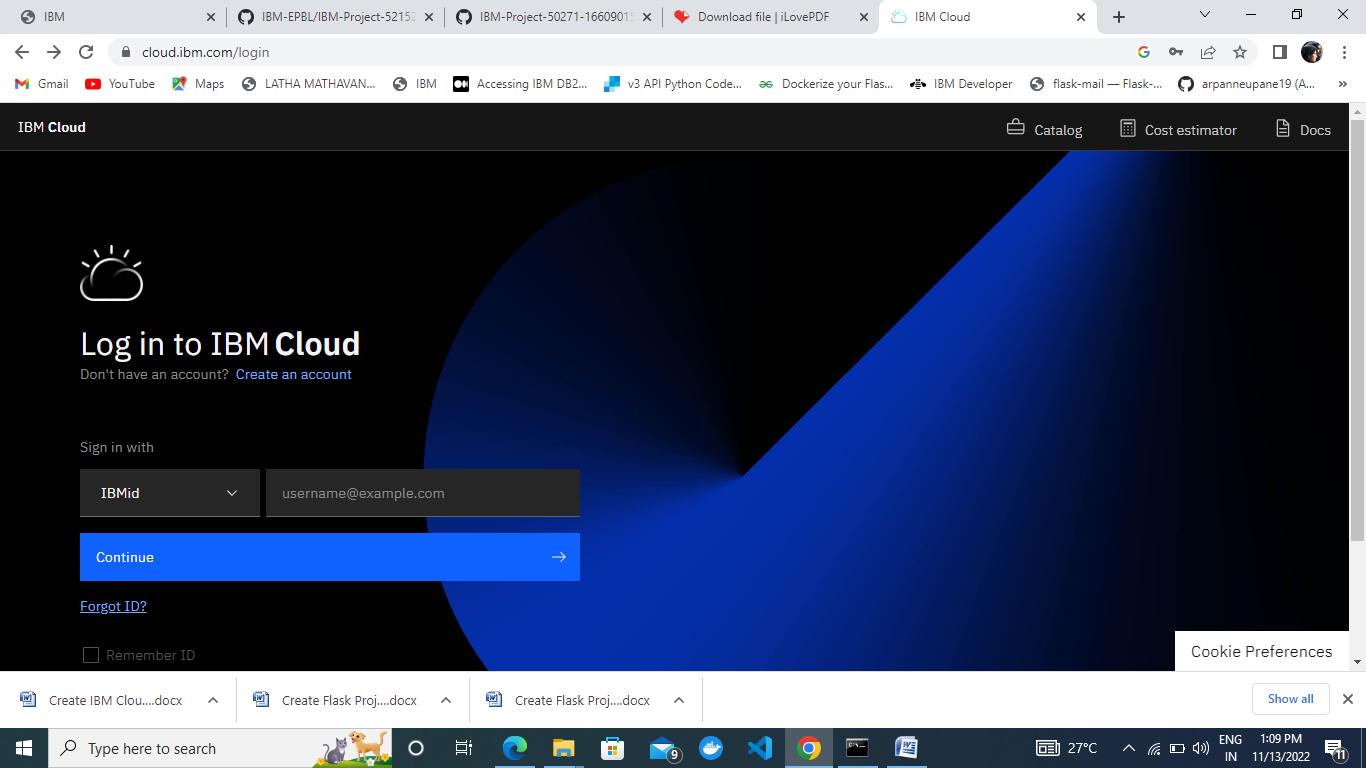 IBM
IBM-EPBL/IBM-Project-52152
IBM-Project-50271-16609015
Download file | iLovePDF
IBM Cloud
cloud.ibm.com/login
Gmail
YouTube
Maps
LATHA MATHAVAN...
IBM
Accessing IBM DB2...
v3 API Python Code...
Dockerize your Flas...
IBM Developer
flask-mail — Flask-...
arpanneupane19 (A...
IBM Cloud
Catalog
Cost estimator
Docs
Log in to IBM Cloud
Don't have an account? Create an account
Sign in with
IBMid
username@example.com
Continue
Forgot ID?
Remember ID
Cookie Preferences
Create IBM Clou....docx
Create Flask Proj....docx
Create Flask Proj....docx
Show all
Type here to search
9
27°C
ENG
IN
1:09 PM
11/13/2022
11